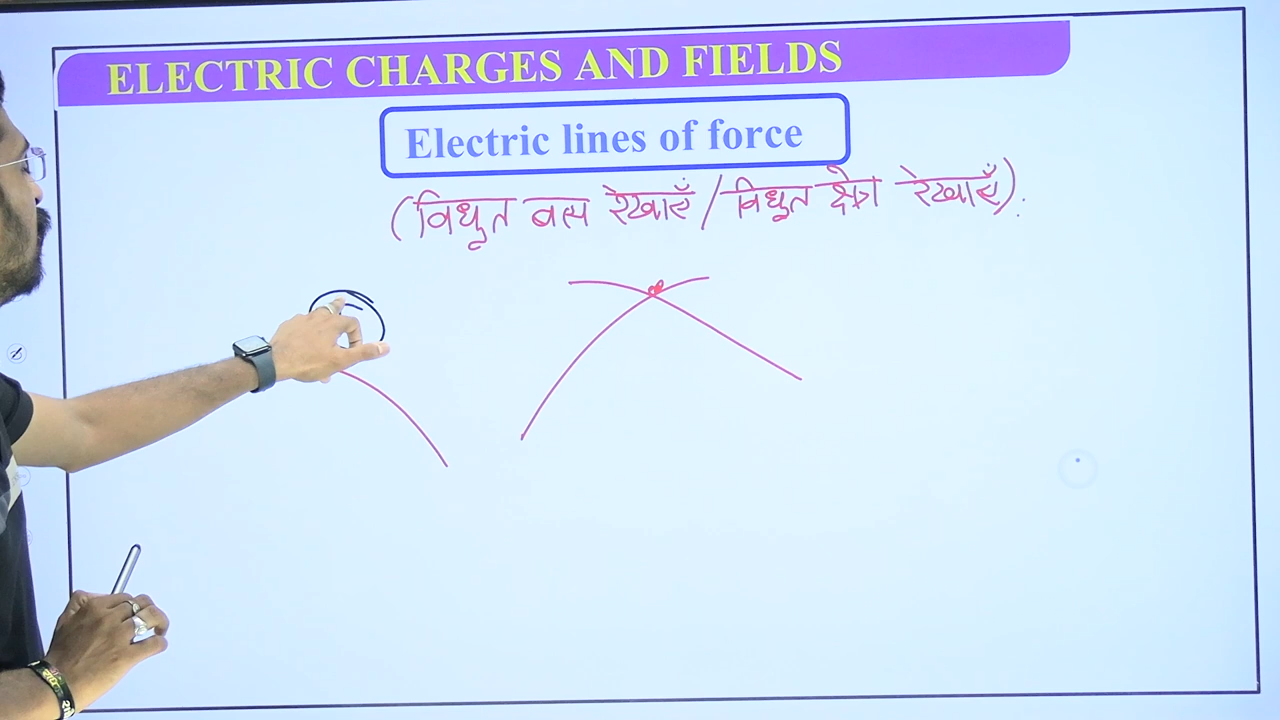 ELECTRIC CHARGES AND FIELDS
Electric lines of force
(विधुत बल रेखाएँ / विधुत क्षेत्र रेखाएँ).